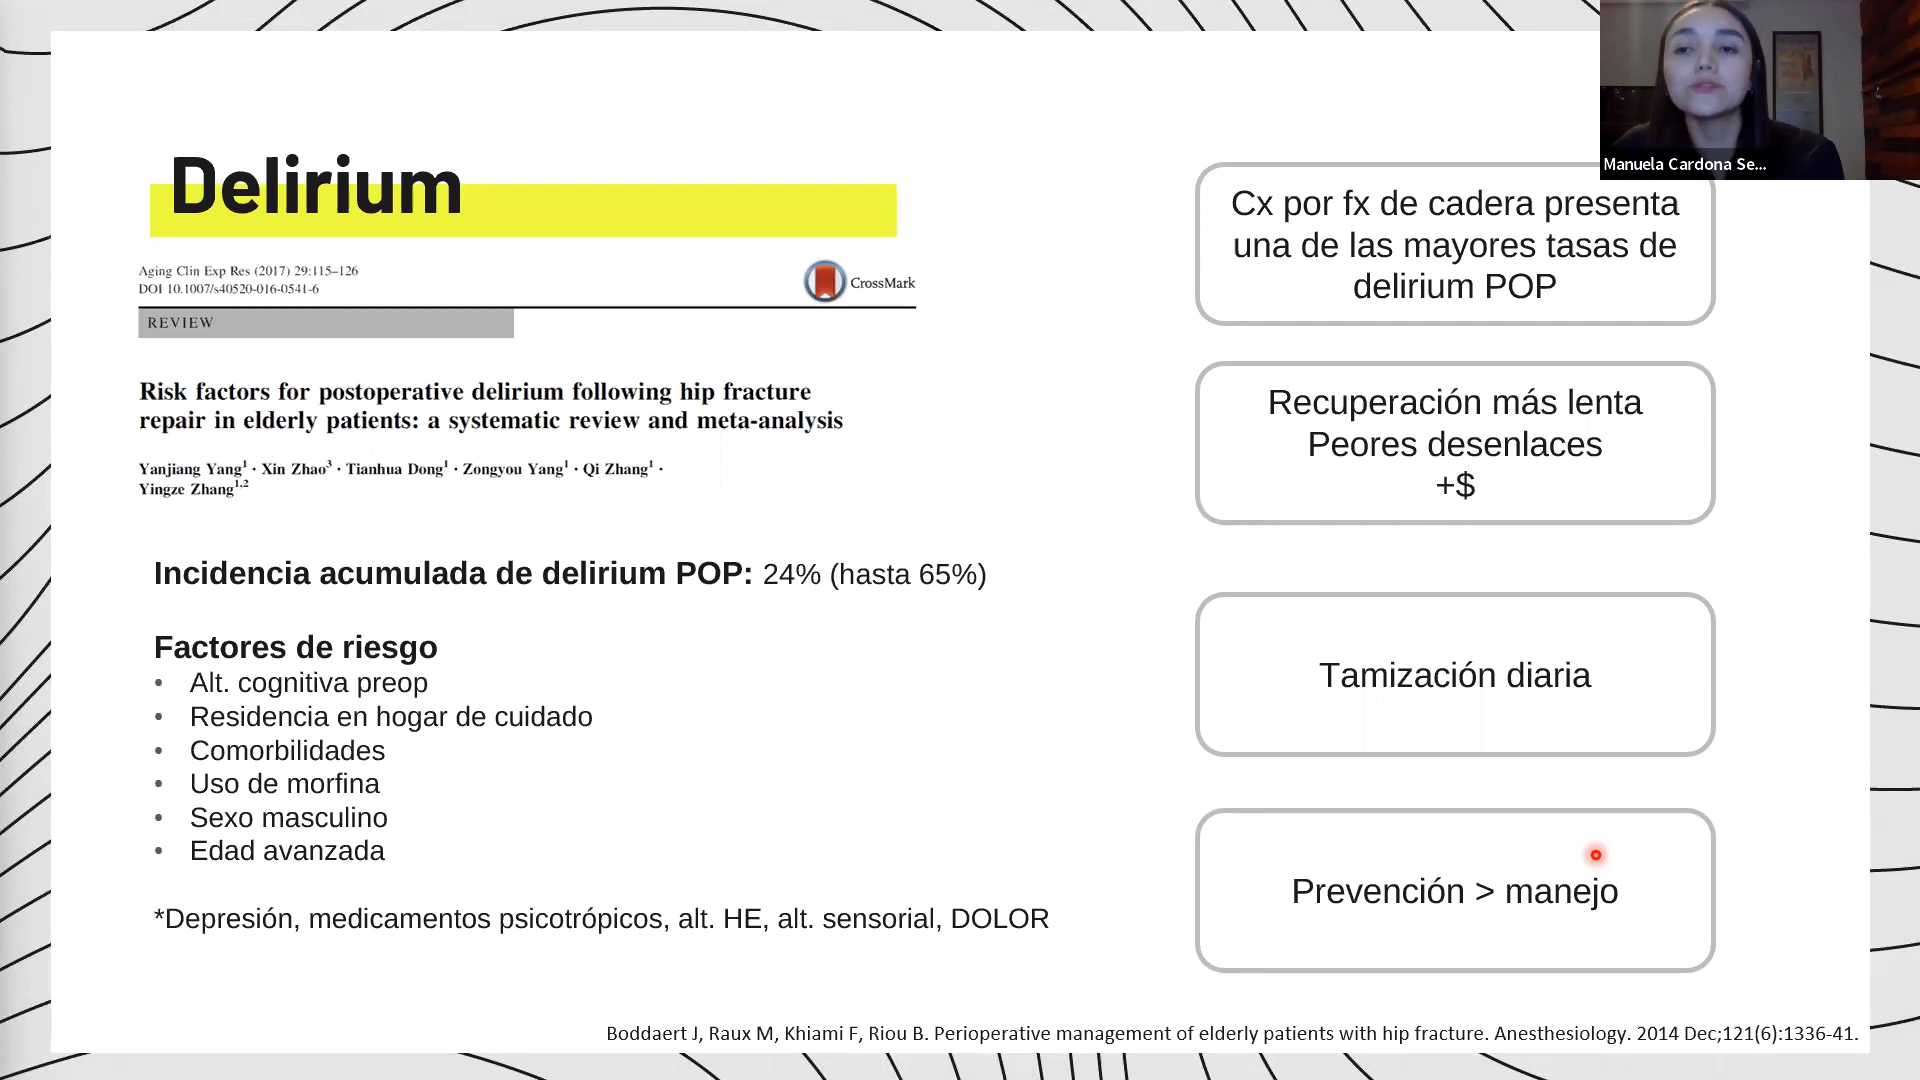 Delirium
Aging Clin Exp Res (2017) 29:115–126
DOI 10.1007/s40520-016-0541-6
CrossMark
REVIEW
Risk factors for postoperative delirium following hip fracture
repair in elderly patients: a systematic review and meta-analysis
Yanjiang Yang1 · Xin Zhao3 · Tianhua Dong1 · Zongyou Yang1 · Qi Zhang1 ·
Yingze Zhang1,2
Incidencia acumulada de delirium POP: 24% (hasta 65%)
Factores de riesgo
• Alt. cognitiva preop
• Residencia en hogar de cuidado
• Comorbilidades
• Uso de morfina
• Sexo masculino
• Edad avanzada
*Depresión, medicamentos psicotrópicos, alt. HE, alt. sensorial, DOLOR
Manuela Cardona Se...
Cx por fx de cadera presenta
una de las mayores tasas de
delirium POP
Recuperación más lenta
Peores desenlaces
+$
Tamización diaria
Prevención > manejo
Boddaert J, Raux M, Khiami F, Riou B. Perioperative management of elderly patients with hip fracture. Anesthesiology. 2014 Dec;121(6):1336-41.